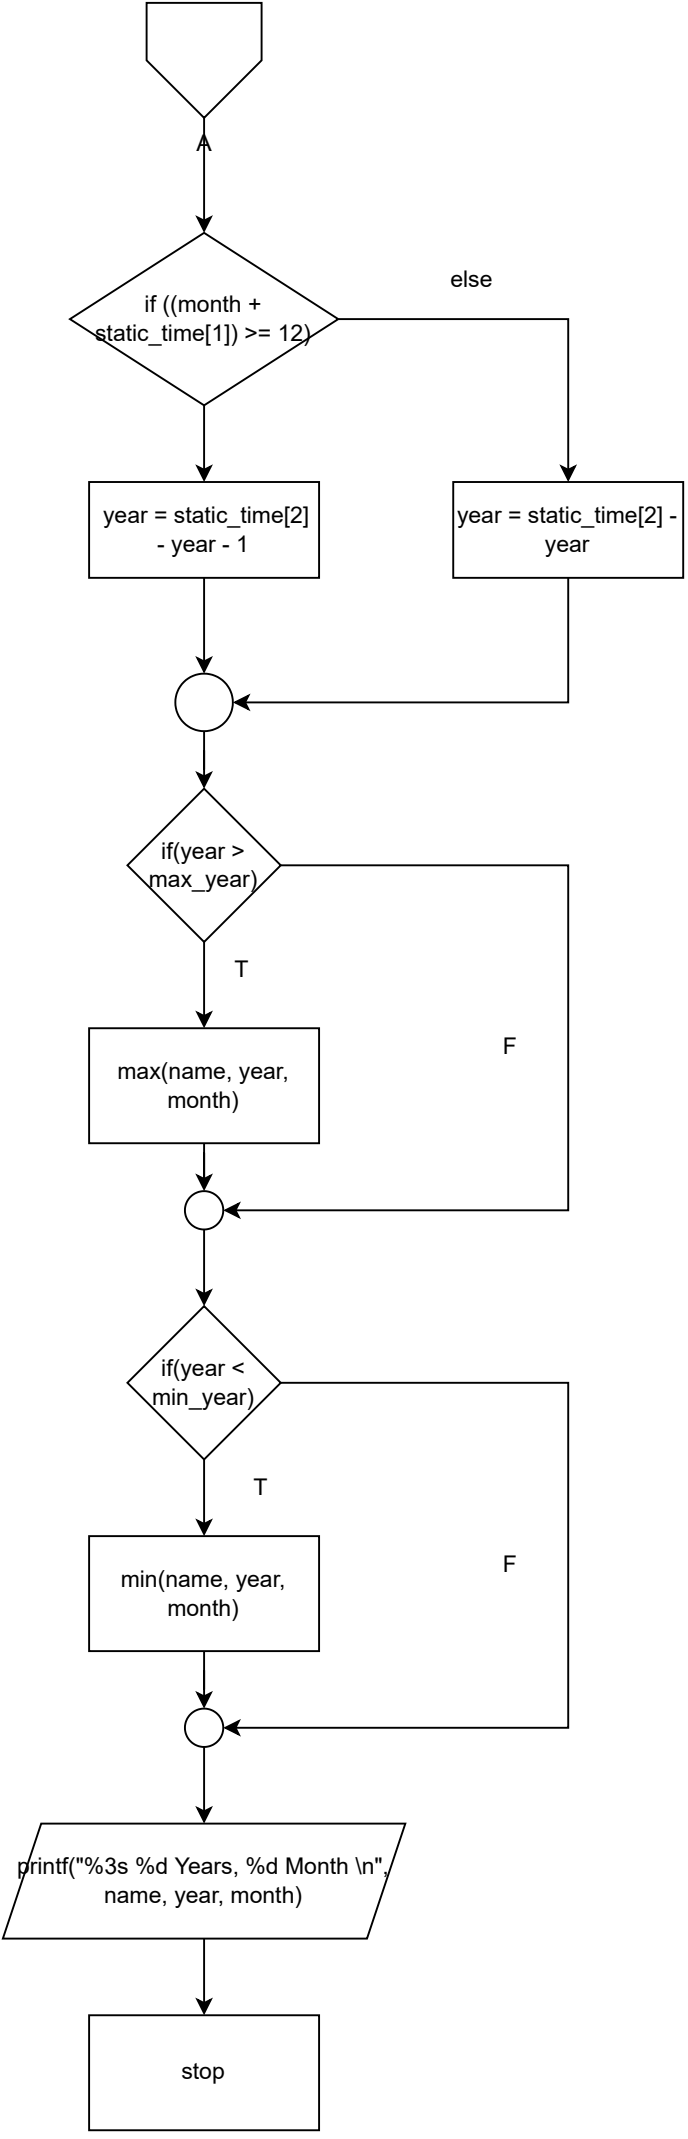 A
else
if ((month +
static_time[1]) >= 12)
year = static_time[2]
- year - 1
year = static_time[2] -
year
if(year >
max_year)
T
F
max(name, year,
month)
if(year <
min_year)
T
F
min(name, year,
month)
printf("%3s %d Years, %d Month \n",
name, year, month)
stop